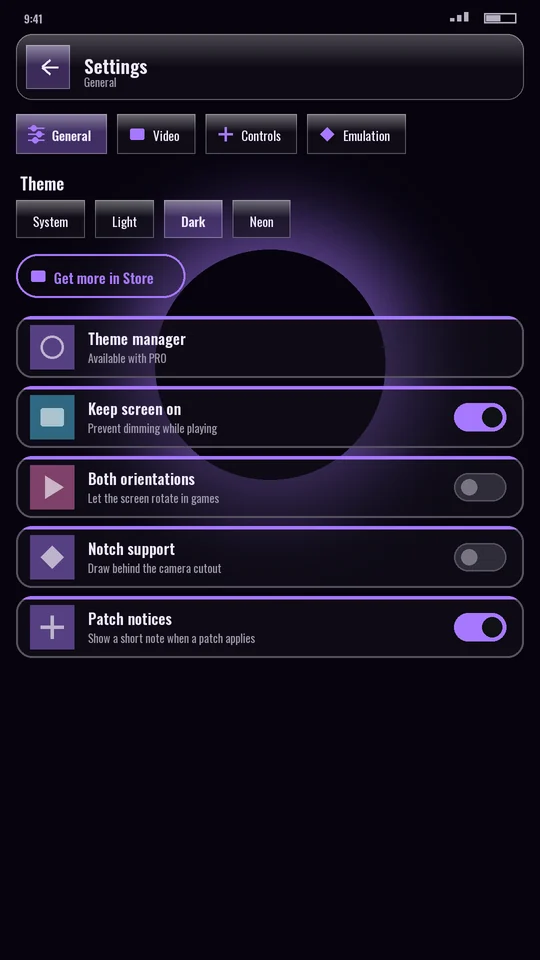 9:41
Settings
General
General
Video
Controls
Emulation
Theme
System
Light
Dark
Neon
Get more in Store
Theme manager
Available with PRO
Keep screen on
Prevent dimming while playing
Both orientations
Let the screen rotate in games
Notch support
Draw behind the camera cutout
Patch notices
Show a short note when a patch applies